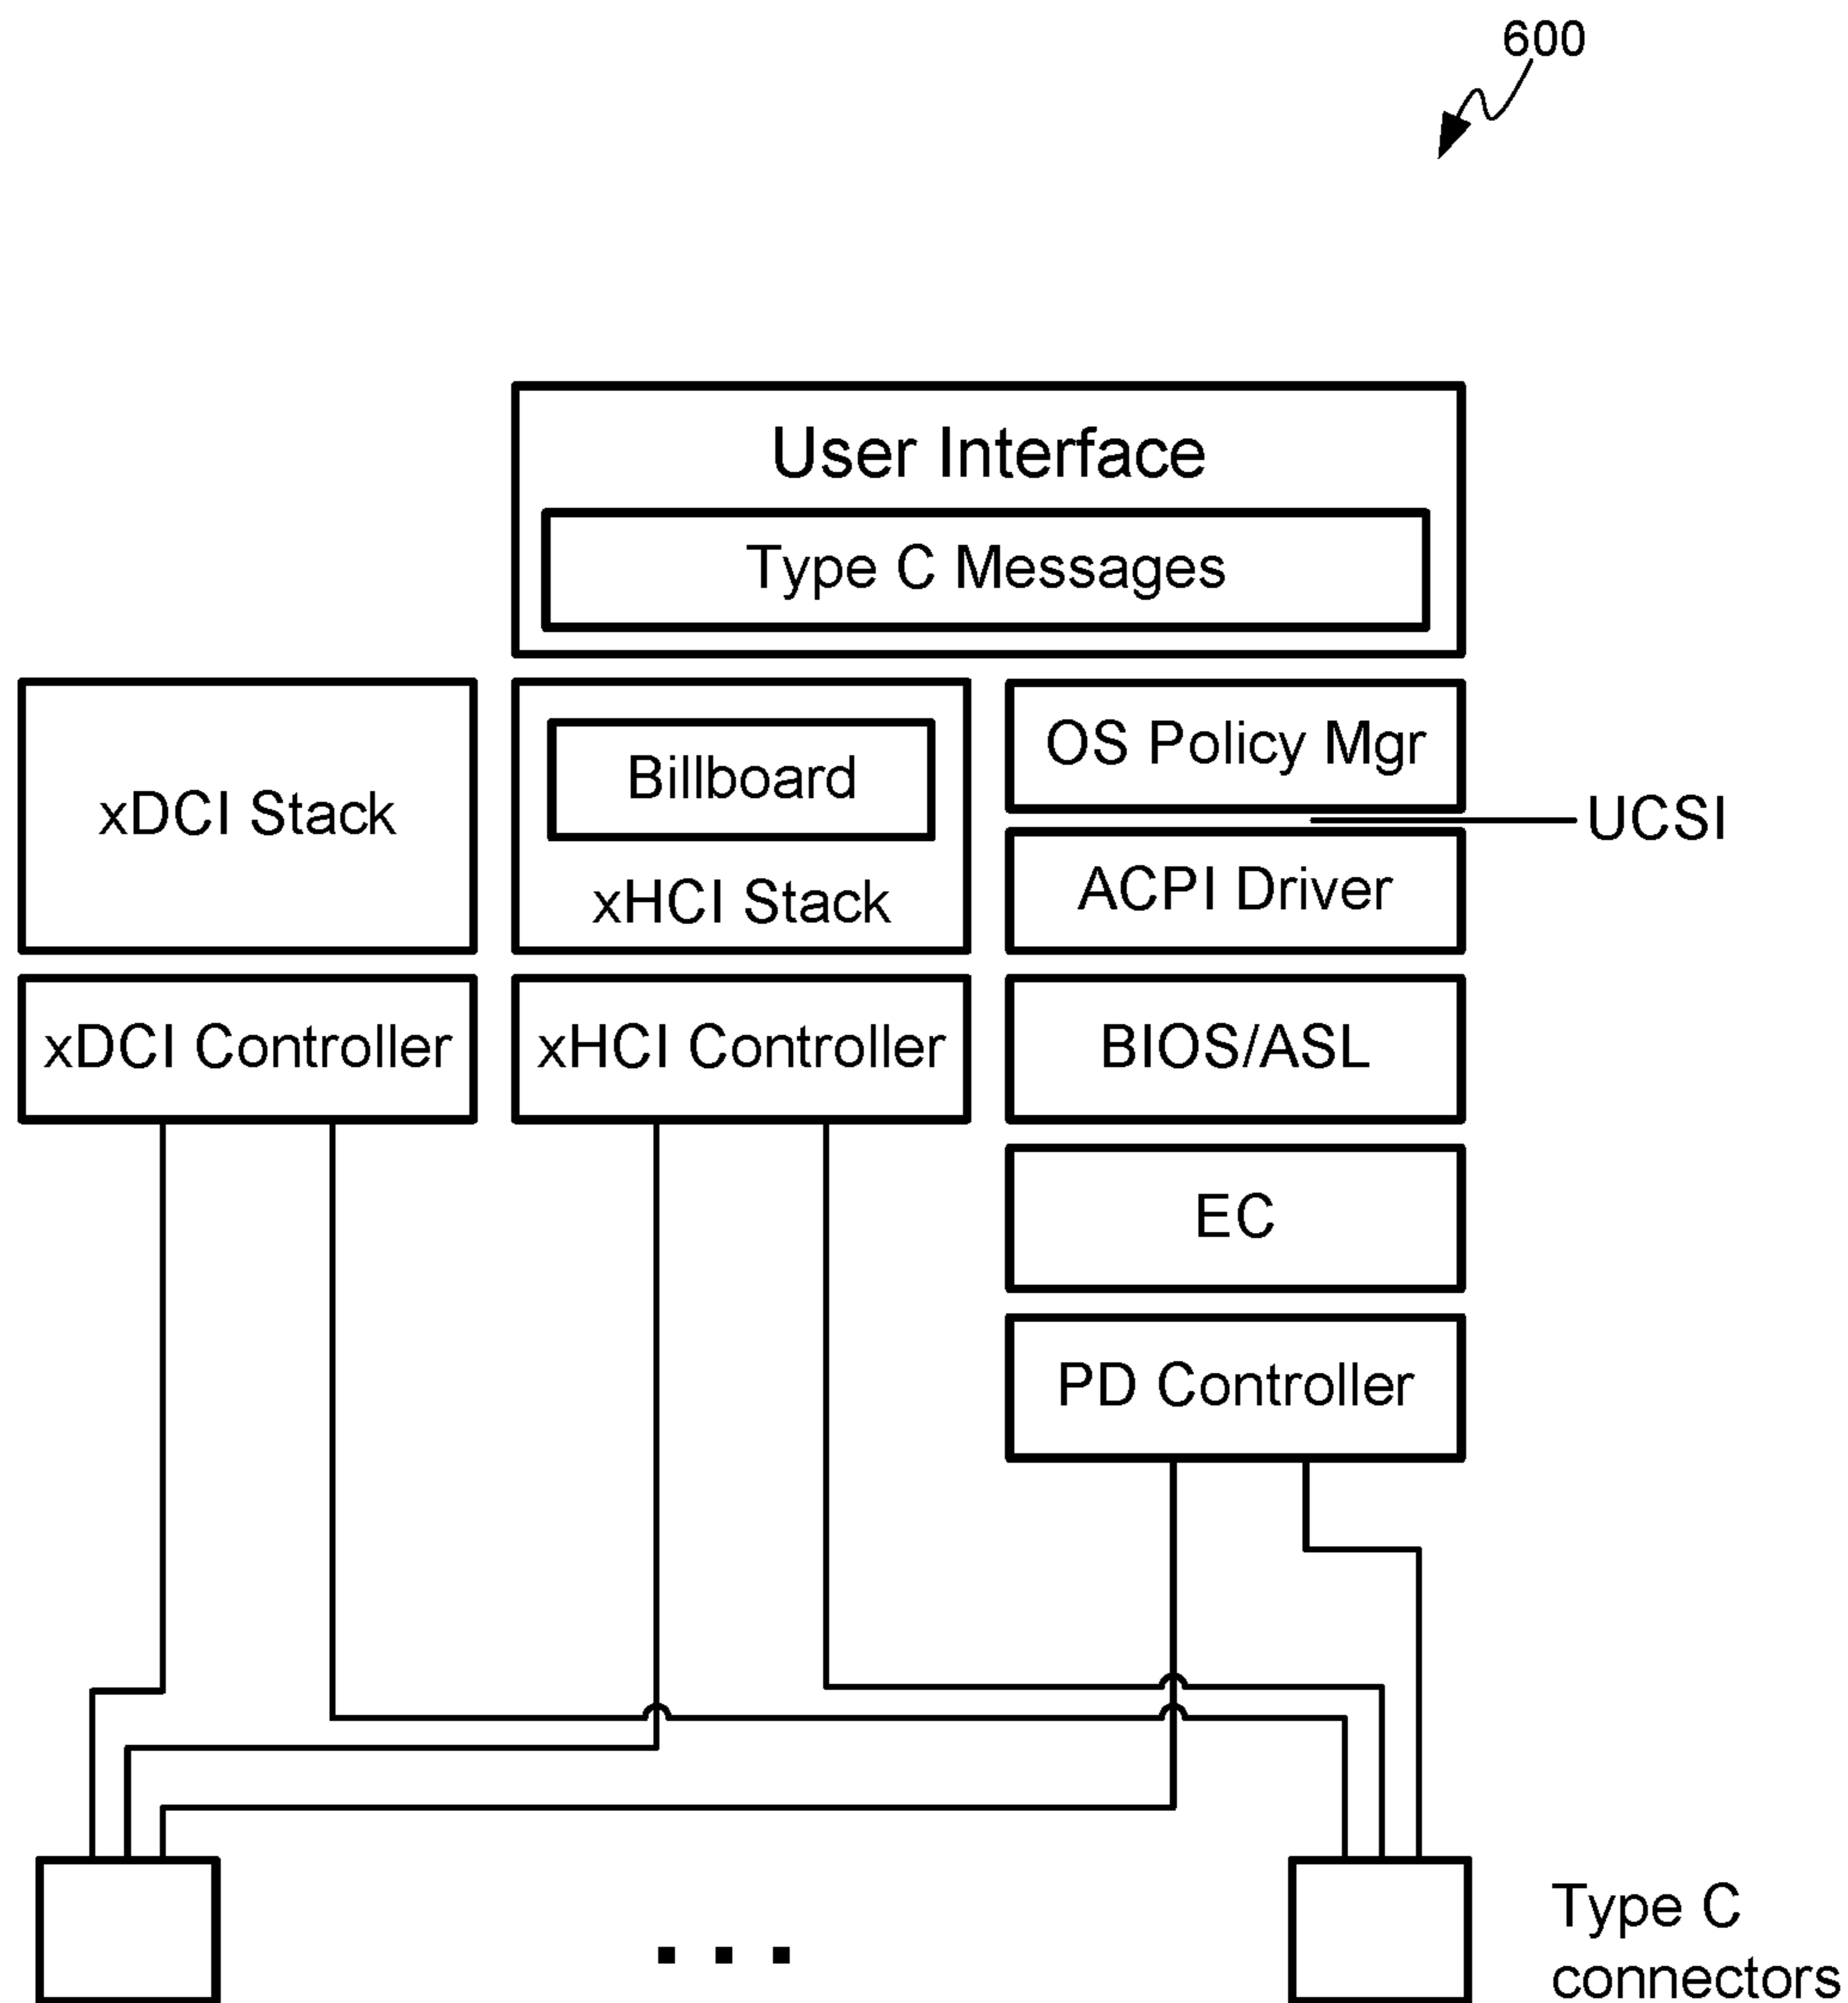 600
User Interface
Type C Messages
xDCI Stack
Billboard
xHCI Stack
OS Policy Mgr
UCSI
ACPI Driver
xDCI Controller
xHCI Controller
BIOS/ASL
EC
PD Controller
...
Type C
connectors